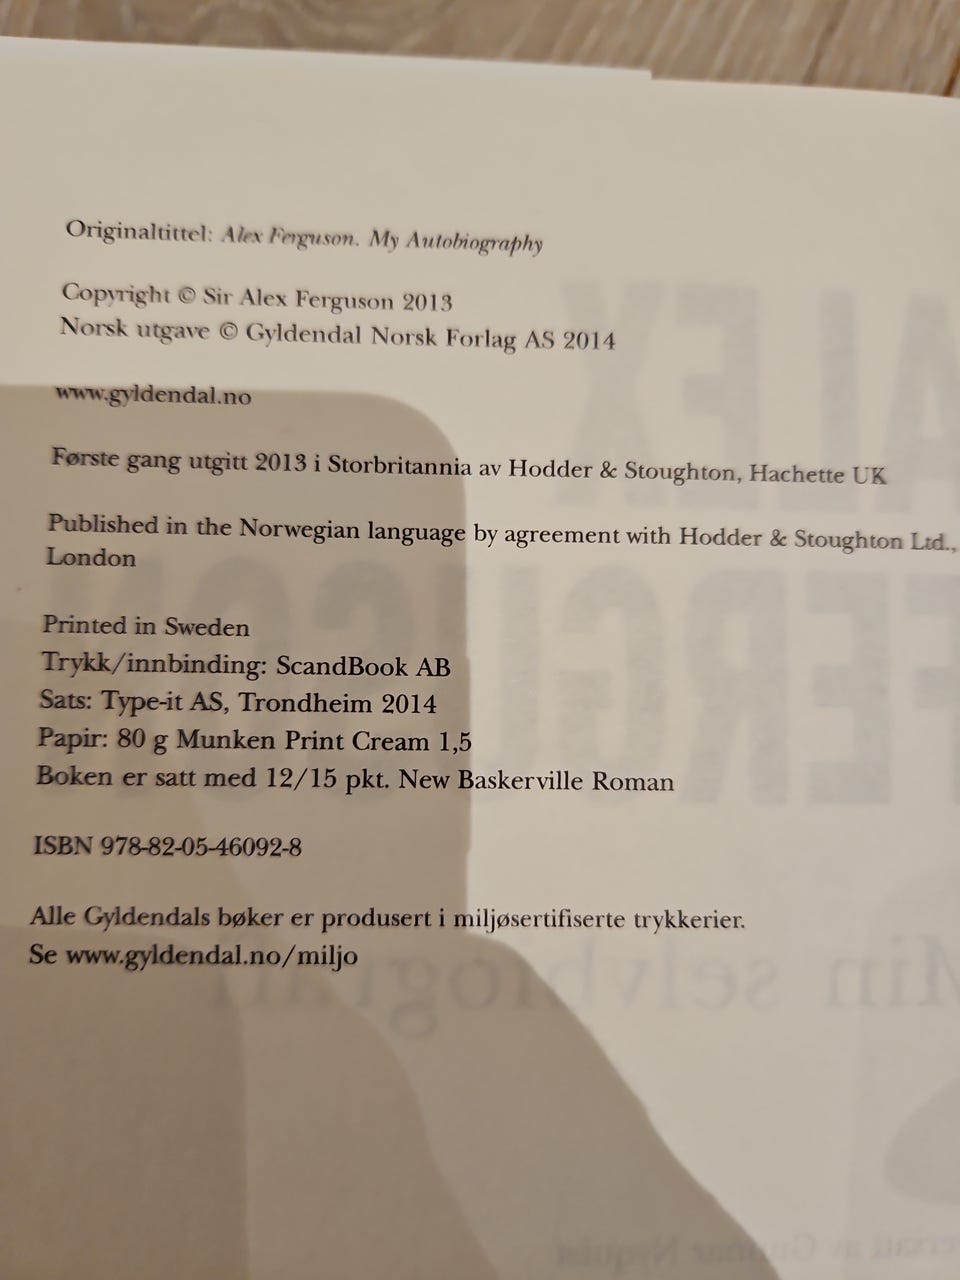 Originaltittel: Alex Ferguson. My Autobiography
Copyright © Sir Alex Ferguson 2013
Norsk utgave © Gyldendal Norsk Forlag AS 2014
www.gyldendal.no
Første gang utgitt 2013 i Storbritannia av Hodder & Stoughton, Hachette UK
Published in the Norwegian language by agreement with Hodder & Stoughton Ltd.,
London
Printed in Sweden
Trykk/innbinding: ScandBook AB
Sats: Type-it AS, Trondheim 2014
Papir: 80 g Munken Print Cream 1,5
Boken er satt med 12/15 pkt. New Baskerville Roman
ISBN 978-82-05-46092-8
Alle Gyldendals bøker er produsert i miljøsertifiserte trykkerier.
Se www.gyldendal.no/miljo